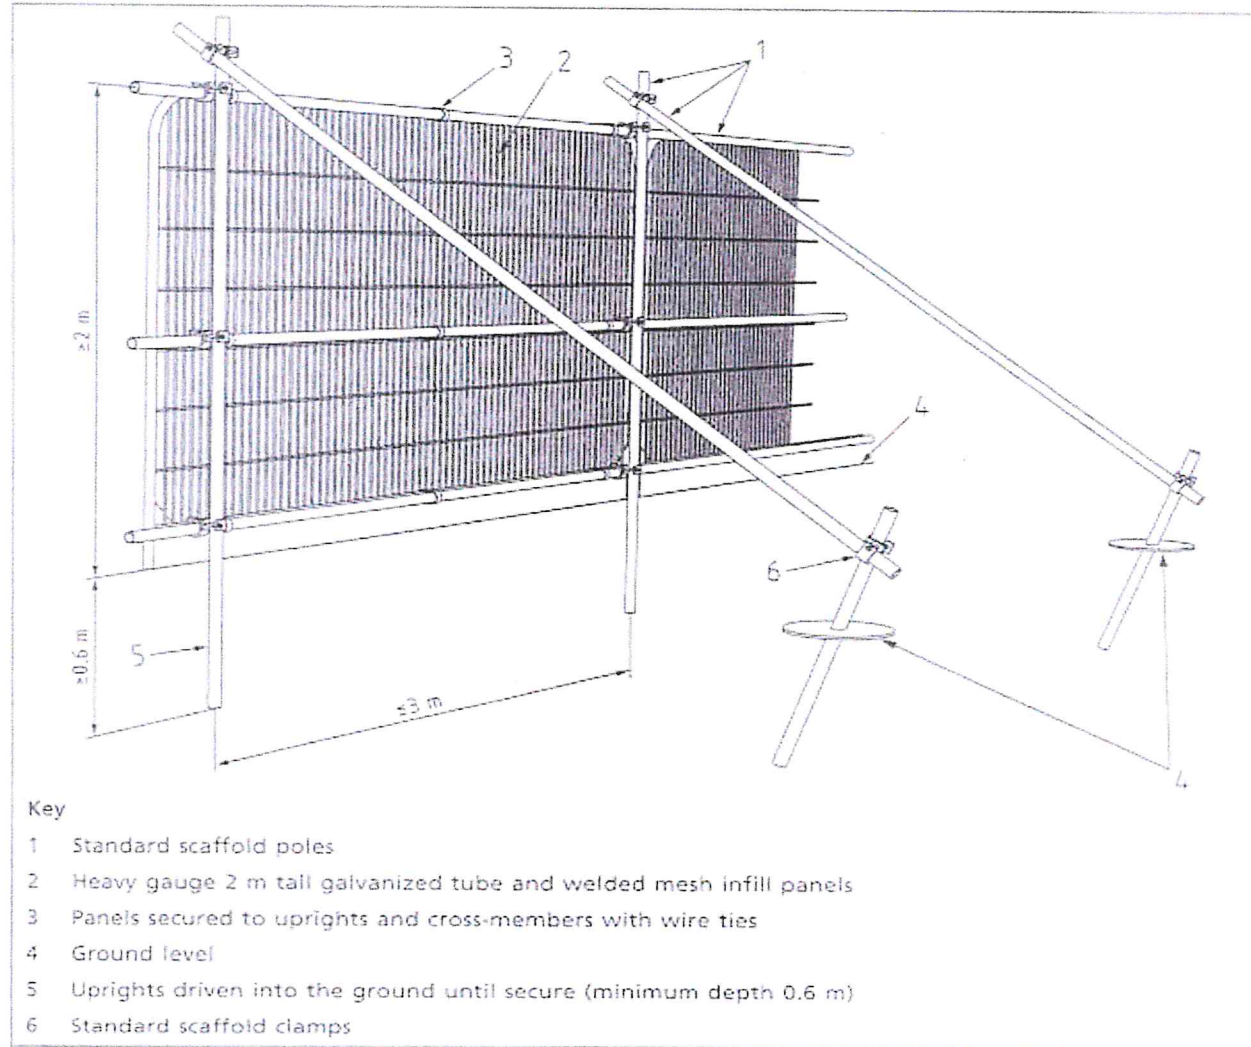 3 2 1
≥2 m
4
6
≥0.6 m
5
≤3 m
4
Key
1 Standard scaffold poles
2 Heavy gauge 2 m tall galvanized tube and welded mesh infill panels
3 Panels secured to uprights and cross-members with wire ties
4 Ground level
5 Uprights driven into the ground until secure (minimum depth 0.6 m)
6 Standard scaffold clamps